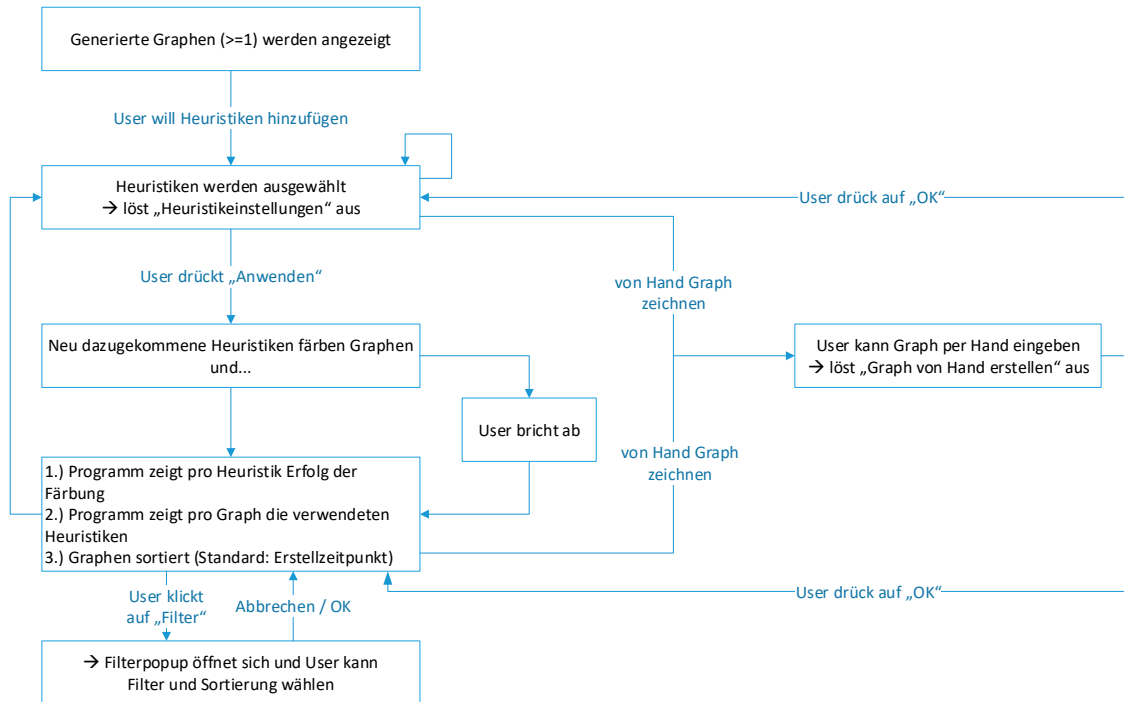 Generierte Graphen (>=1) werden angezeigt
User will Heuristiken hinzufügen
Heuristiken werden ausgewählt
→ löst „Heuristikeinstellungen“ aus
User drück auf „OK“
User drückt „Anwenden“
von Hand Graph
zeichnen
Neu dazugekommene Heuristiken färben Graphen
und...
User kann Graph per Hand eingeben
→ löst „Graph von Hand erstellen“ aus
User bricht ab
von Hand Graph
zeichnen
1.) Programm zeigt pro Heuristik Erfolg der
Färbung
2.) Programm zeigt pro Graph die verwendeten
Heuristiken
3.) Graphen sortiert (Standard: Erstellzeitpunkt)
User klickt
auf „Filter“
Abbrechen / OK
User drück auf „OK“
→ Filterpopup öffnet sich und User kann
Filter und Sortierung wählen